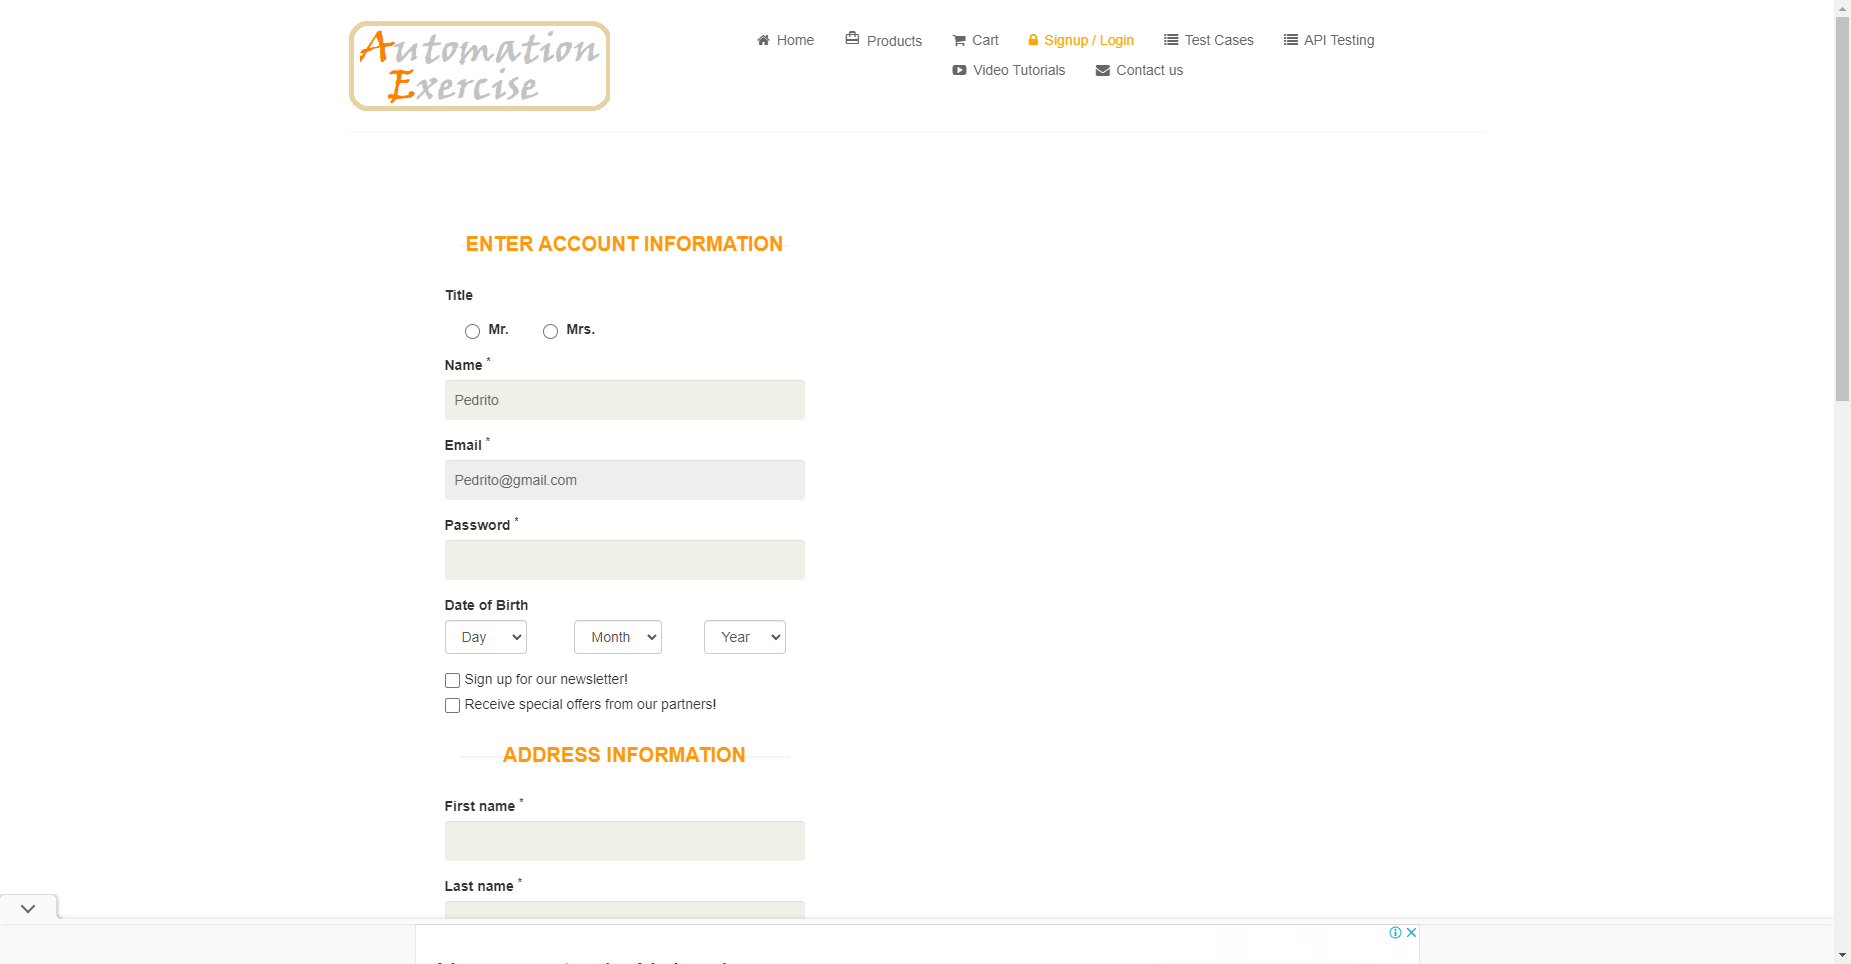 Automation
Exercise
Home
Products
Cart
Signup / Login
Test Cases
API Testing
Video Tutorials
Contact us
ENTER ACCOUNT INFORMATION
Title
Mr.
Mrs.
Name *
Pedrito
Email *
Pedrito@gmail.com
Password *
Date of Birth
Day
Month
Year
Sign up for our newsletter!
Receive special offers from our partners!
ADDRESS INFORMATION
First name *
Last name *